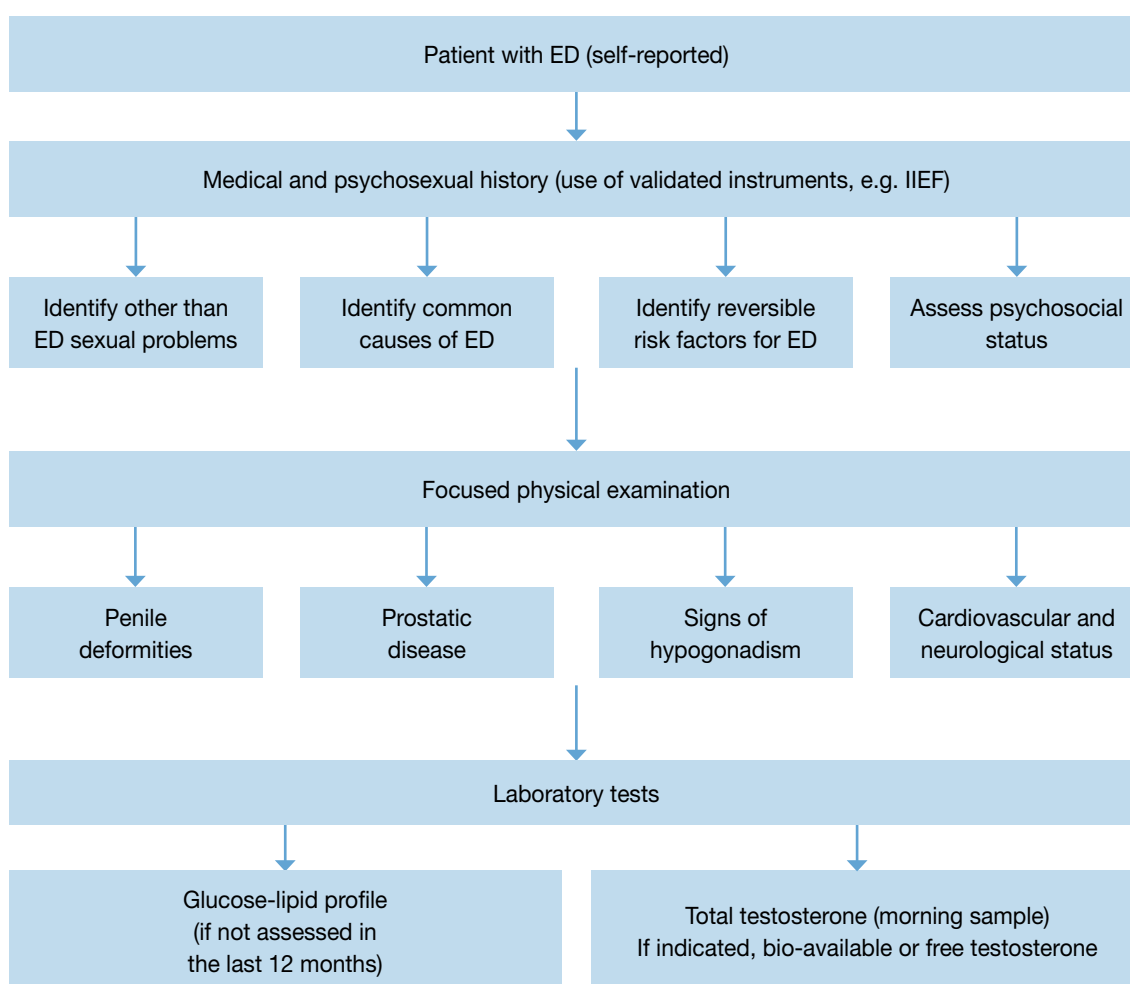 Patient with ED (self-reported)
Medical and psychosexual history (use of validated instruments, e.g. IIEF)
Identify other than
ED sexual problems
Identify common
causes of ED
Identify reversible
risk factors for ED
Assess psychosocial
status
Focused physical examination
Penile
deformities
Prostatic
disease
Signs of
hypogonadism
Cardiovascular and
neurological status
Laboratory tests
Glucose-lipid profile
(if not assessed in
the last 12 months)
Total testosterone (morning sample)
If indicated, bio-available or free testosterone